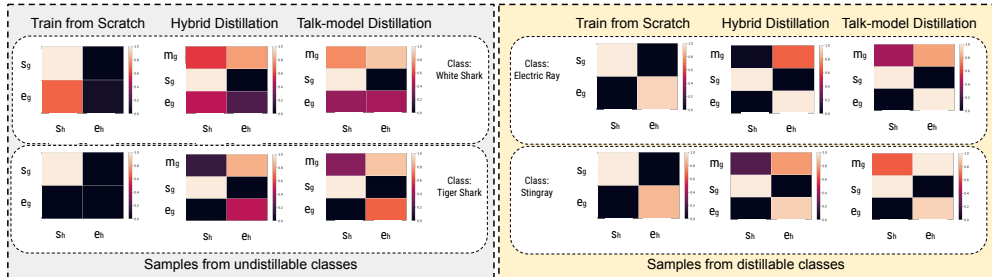 Train from Scratch Hybrid Distillation Talk-model Distillation
sg mg mg
sg sg
eg eg eg
sh eh sh eh sh eh
Class:
White Shark
sg mg mg
sg sg
eg eg eg
sh eh sh eh sh eh
Class:
Tiger Shark
Samples from undistillable classes
Train from Scratch Hybrid Distillation Talk-model Distillation
Class:
Electric Ray
sg mg mg
sg sg
eg eg eg
sh eh sh eh sh eh
Class:
Stingray
sg mg mg
sg sg
eg eg eg
sh eh sh eh sh eh
Samples from distillable classes